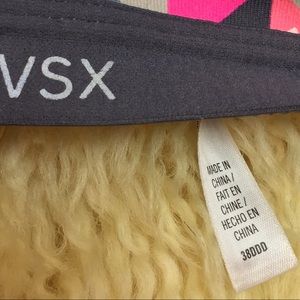 VSX
MADE IN
CHINA /
FAIT EN
CHINE /
HECHO EN
CHINA
38DDD